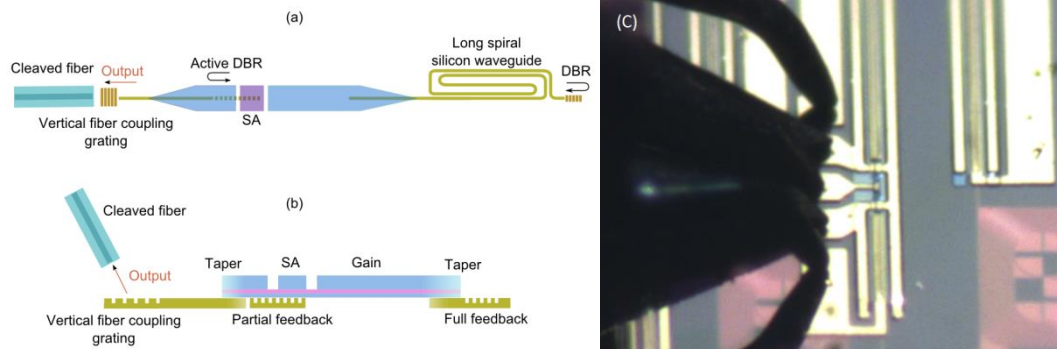 (a)
Long spiral
silicon waveguide
Active DBR
Cleaved fiber
Output
DBR
SA
Vertical fiber coupling
grating
(b)
Cleaved fiber
Output
Taper
SA
Gain
Taper
Vertical fiber coupling
grating
Partial feedback
Full feedback
(C)